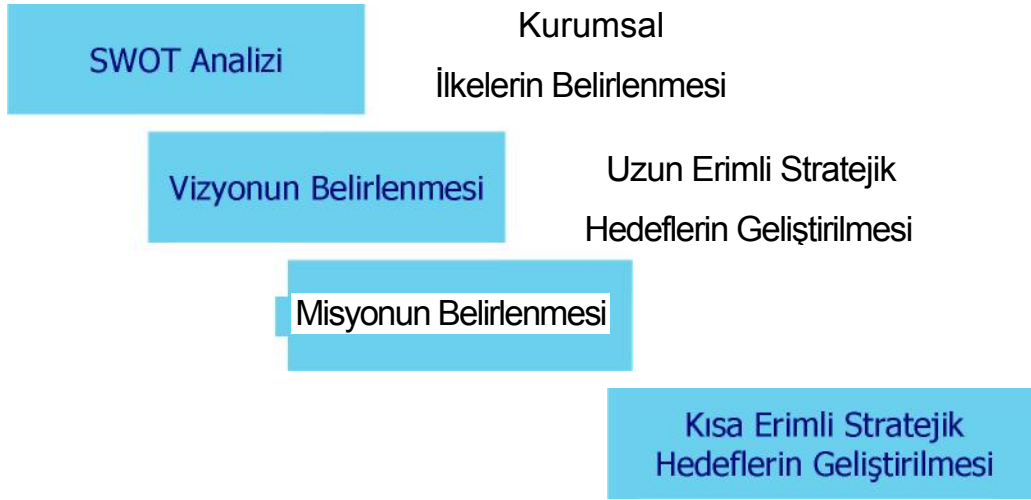 SWOT Analizi
Kurumsal
İlkelerin Belirlenmesi
Vizyonun Belirlenmesi
Uzun Erimli Stratejik
Hedeflerin Geliştirilmesi
Misyonun Belirlenmesi
Kısa Erimli Stratejik
Hedeflerin Geliştirilmesi